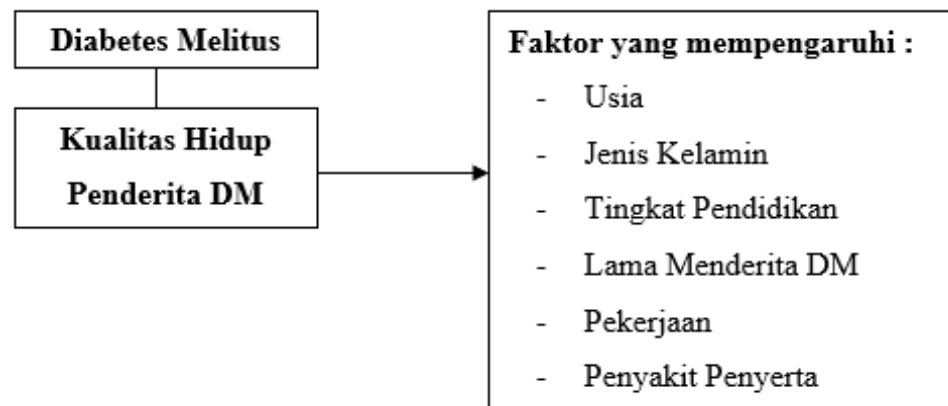 Diabetes Melitus
Kualitas Hidup
Penderita DM
Faktor yang mempengaruhi :
- Usia
- Jenis Kelamin
- Tingkat Pendidikan
- Lama Menderita DM
- Pekerjaan
- Penyakit Penyerta